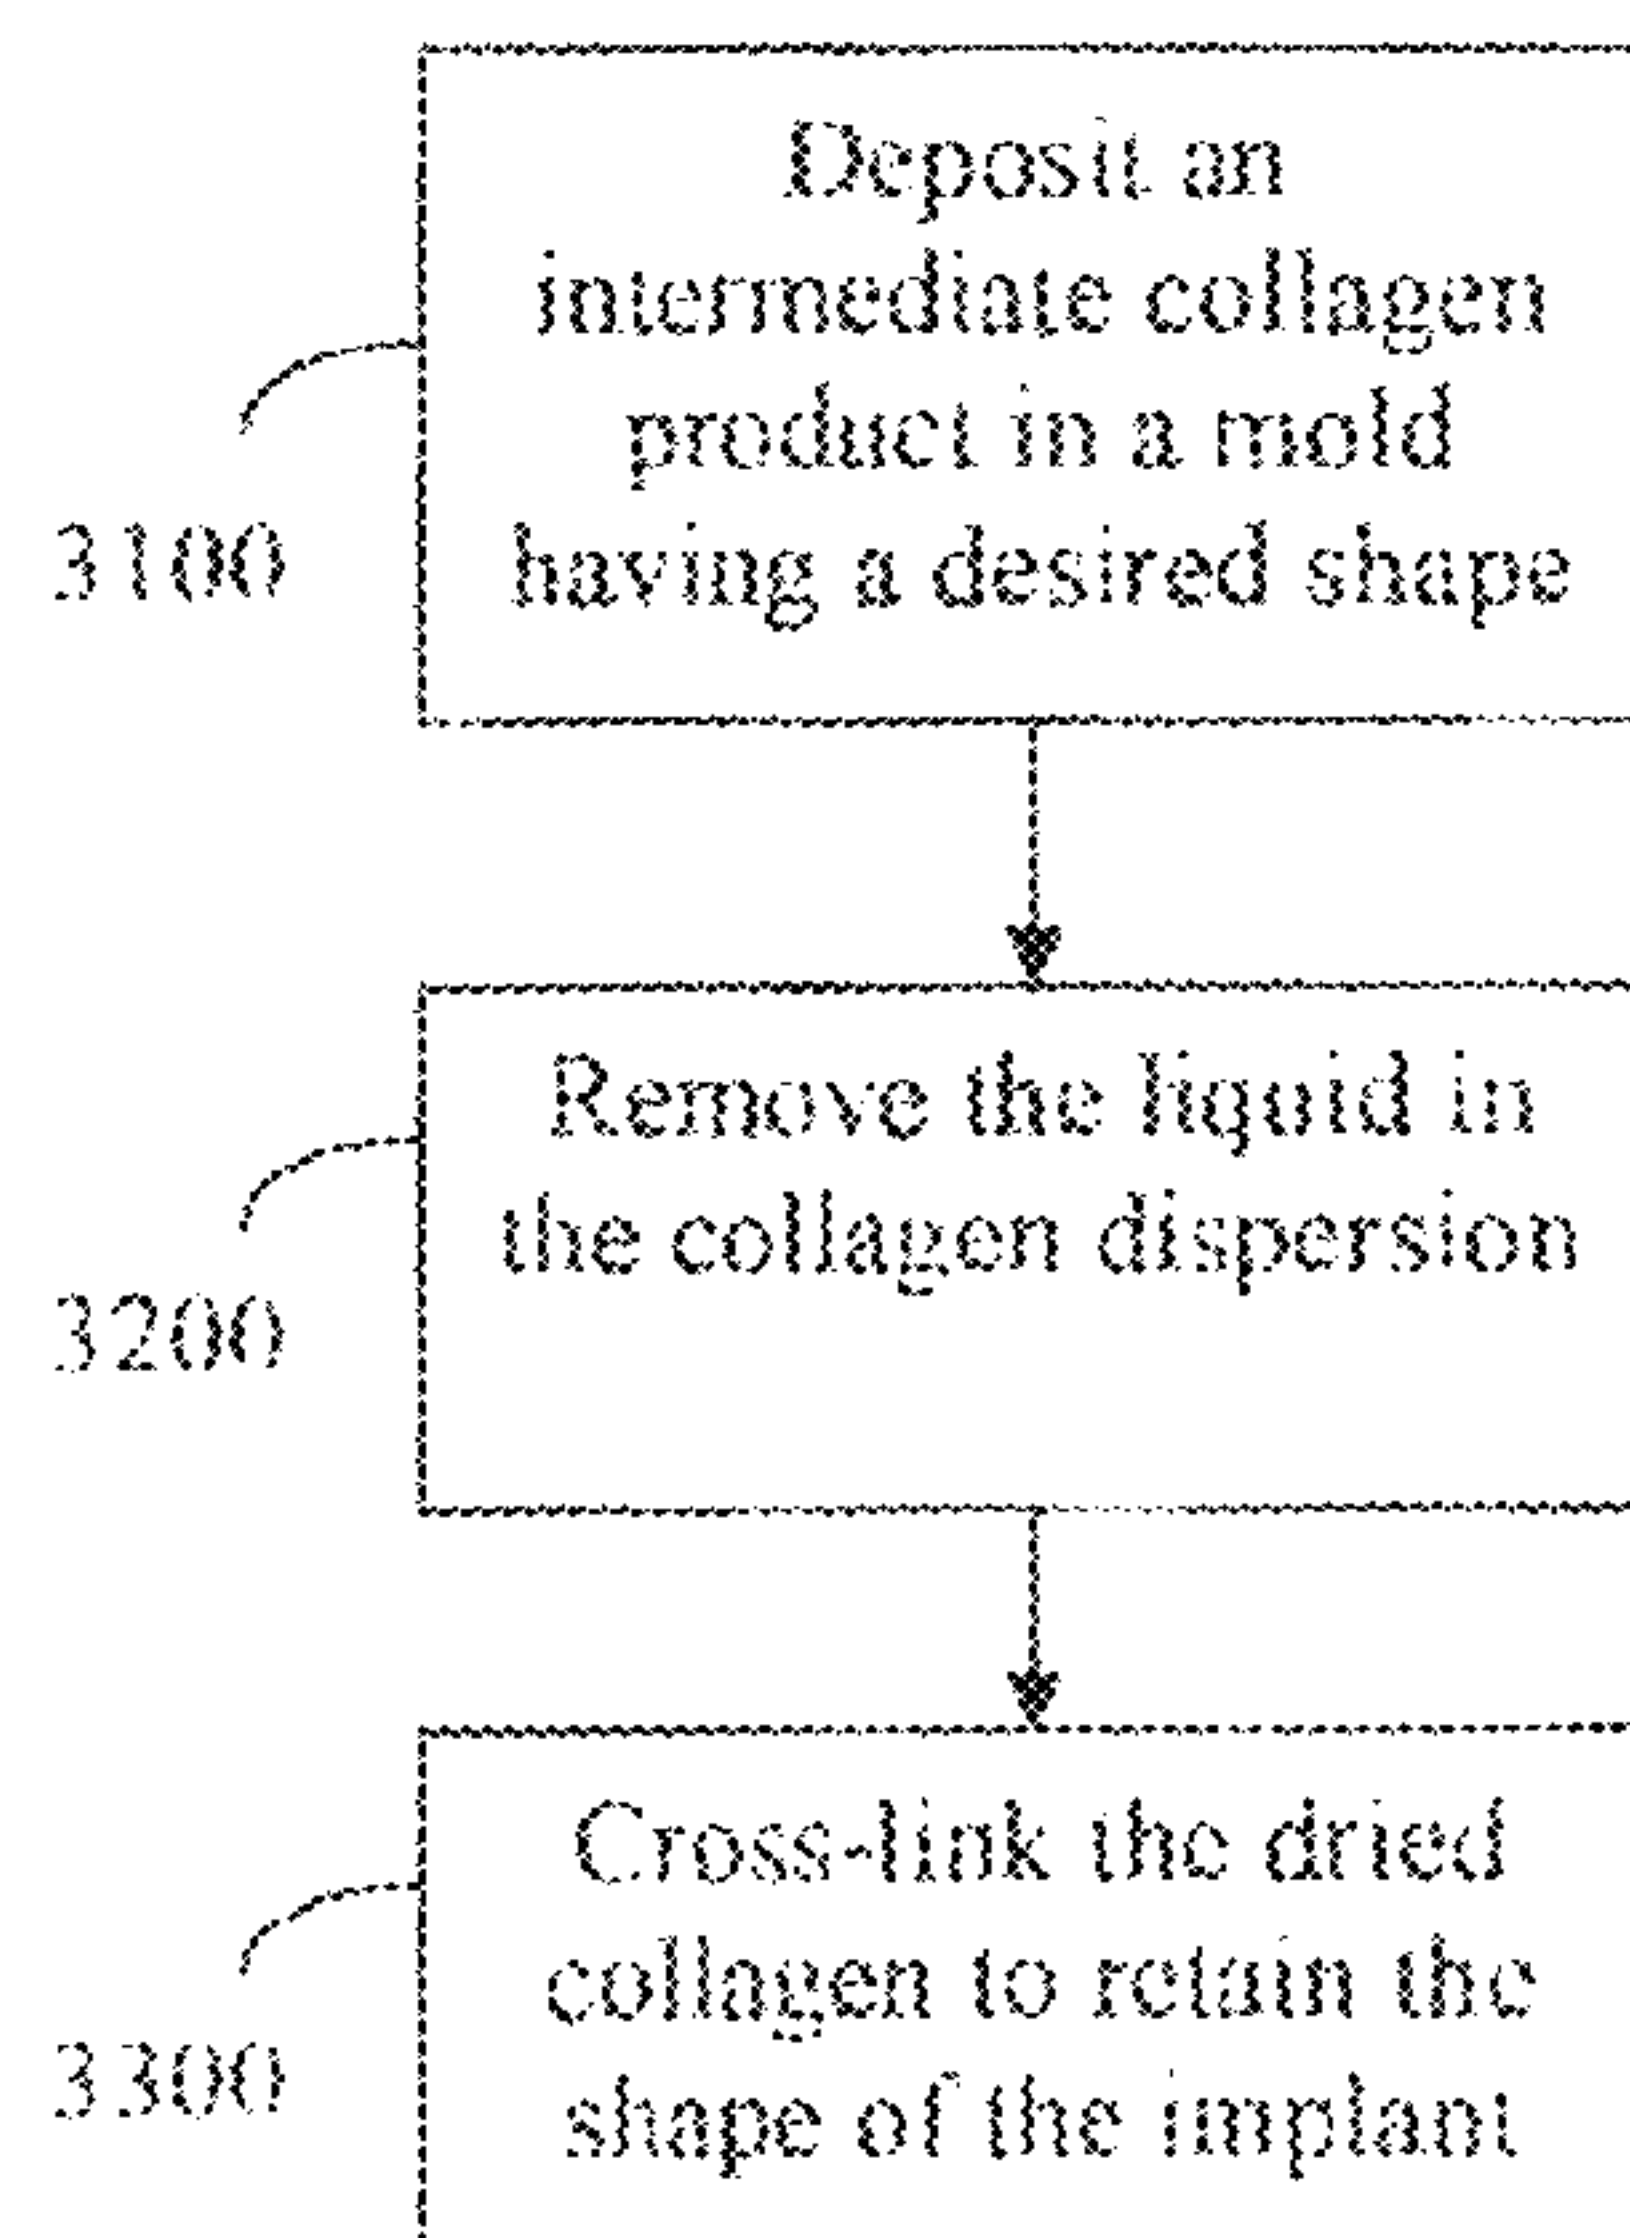 Deposit an
intermediate collagen
product in a mold
having a desired shape
3100
Remove the liquid in
the collagen dispersion
3200
Cross-link the dried
collagen to retain the
shape of the implant
3300